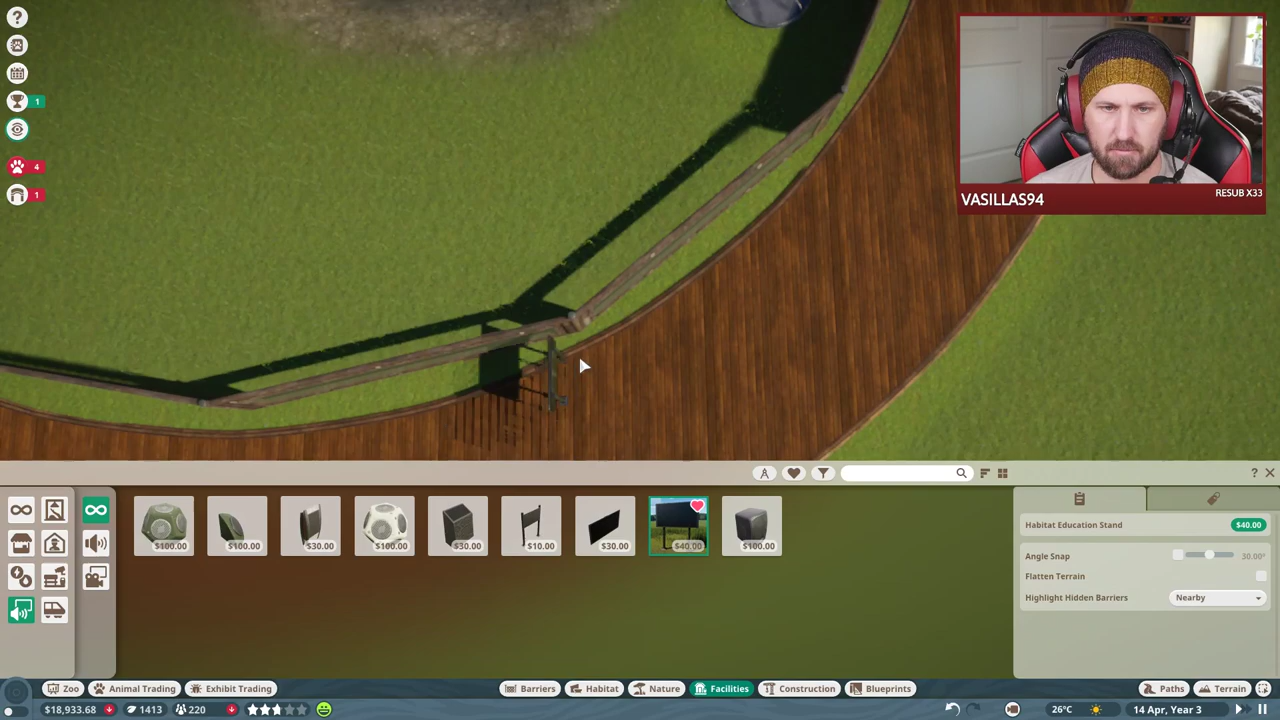 ?
1
4
1
VASILLAS94
RESUB X33
? ×
$100.00
$100.00
$30.00
$100.00
$30.00
$10.00
$30.00
$40.00
$100.00
Habitat Education Stand
$40.00
Angle Snap
30.00°
Flatten Terrain
Highlight Hidden Barriers
Nearby
Zoo
Animal Trading
Exhibit Trading
Barriers
Habitat
Nature
Facilities
Construction
Blueprints
Paths
Terrain
$18,933.68
1413
220
26°C
14 Apr, Year 3